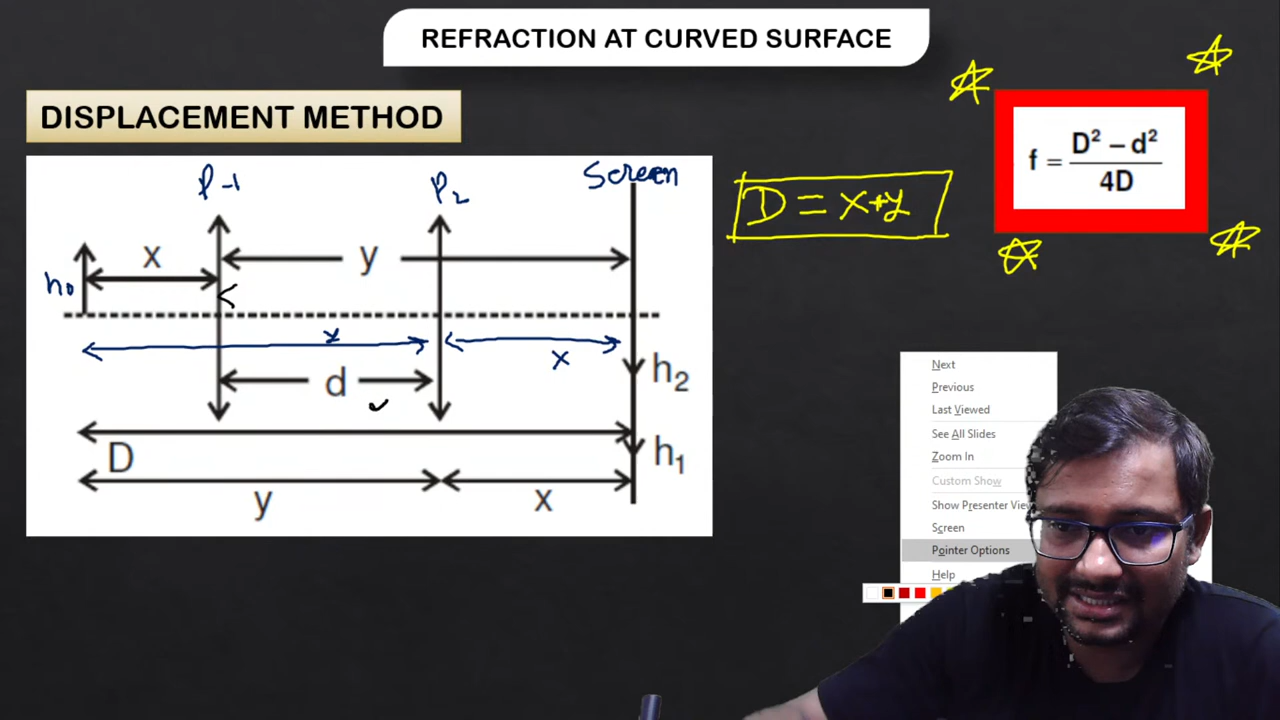 REFRACTION AT CURVED SURFACE
DISPLACEMENT METHOD
f = D² – d² / 4D
D = x+y
P-1
P2
Screen
x
y
h0
x
d
h2
D
h1
y
x
Next
Previous
Last Viewed
See All Slides
Zoom In
Custom Show
Show Presenter View
Screen
Pointer Options
Help